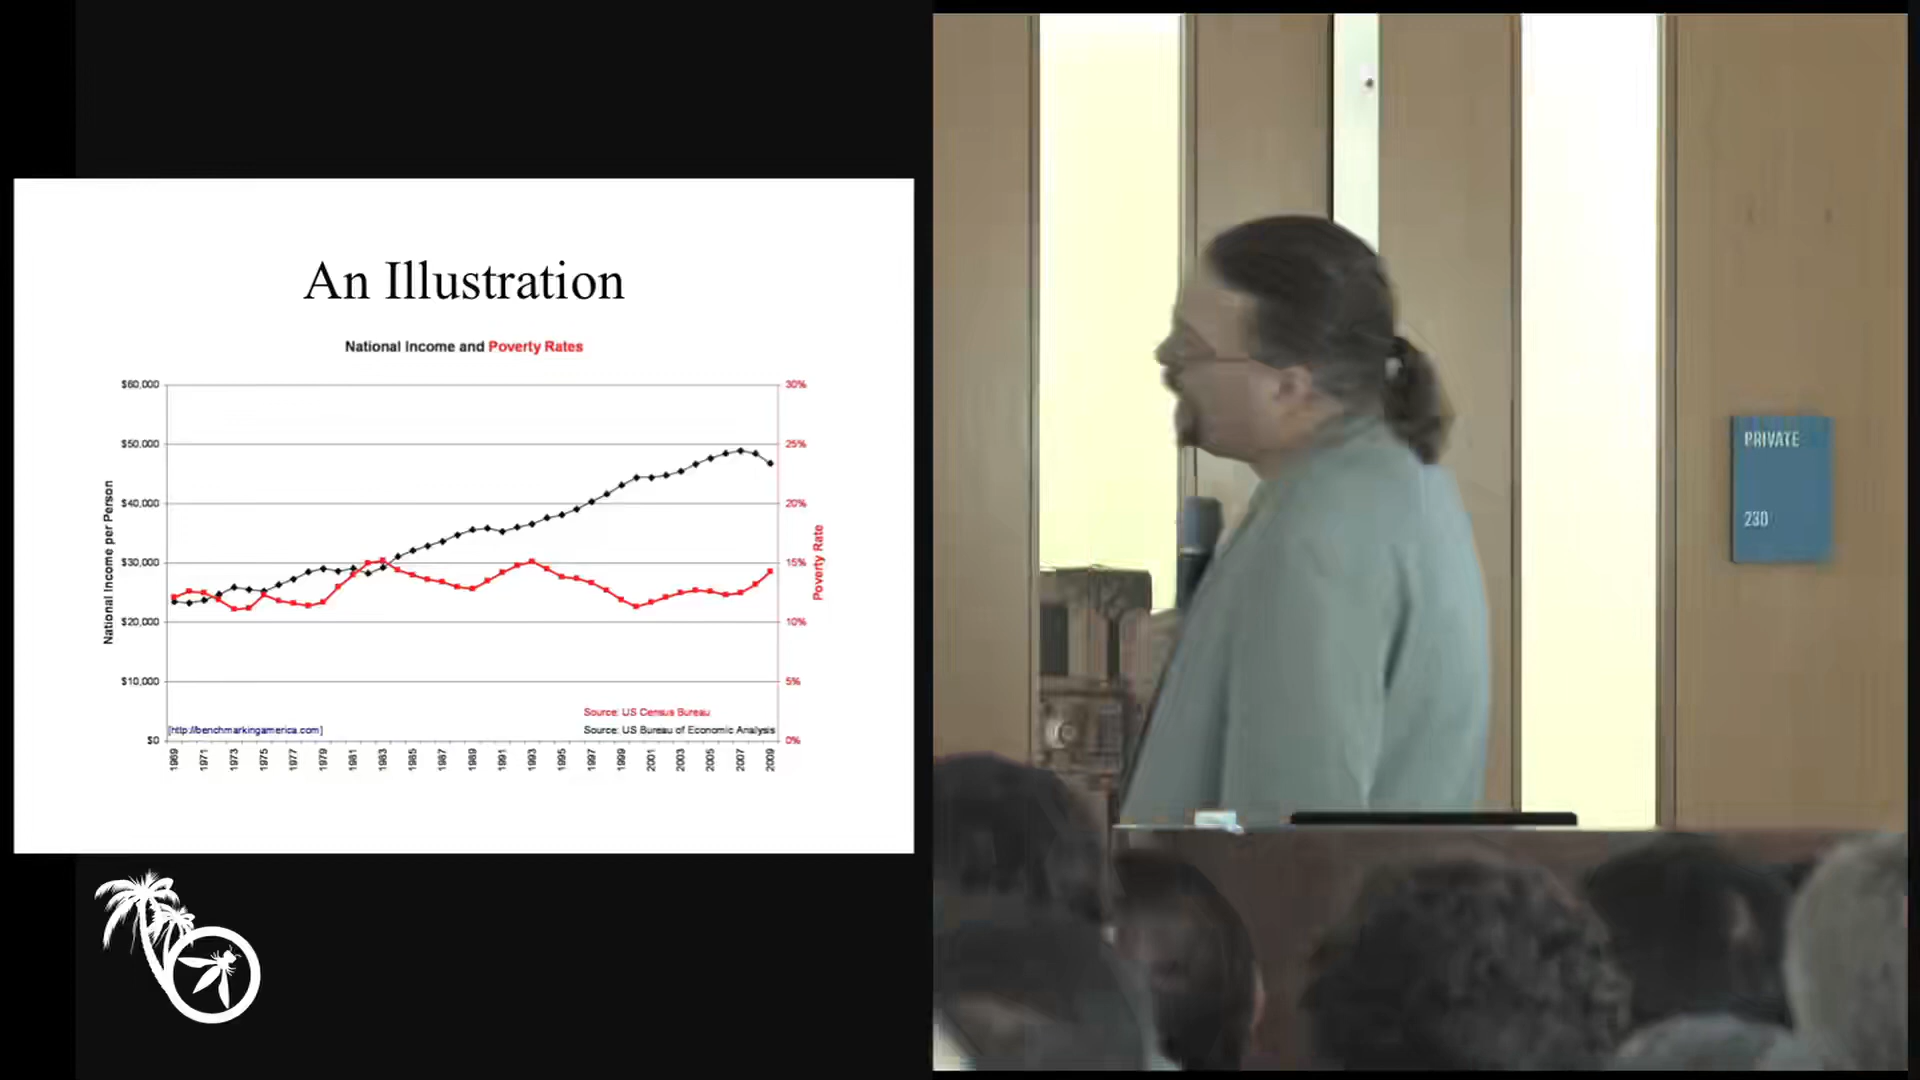 An Illustration
National Income and Poverty Rates
$60,000
$50,000
$40,000
$30,000
$20,000
$10,000
$0
National Income per Person
30%
25%
20%
15%
10%
5%
0%
Poverty Rate
Source: US Census Bureau
[http://benchmarkingamerica.com]
Source: US Bureau of Economic Analysis
1969 1971 1973 1975 1977 1979 1981 1983 1985 1987 1989 1991 1993 1995 1997 1999 2001 2003 2005 2007 2009
PRIVATE
230